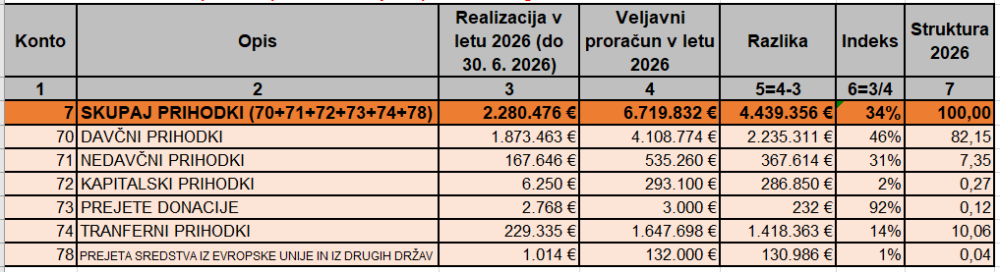 Konto | Opis | Realizacija v letu 2026 (do 30. 6. 2026) | Veljavni proračun v letu 2026 | Razlika | Indeks | Struktura 2026
1 | 2 | 3 | 4 | 5=4-3 | 6=3/4 | 7
7 | SKUPAJ PRIHODKI (70+71+72+73+74+78) | 2.280.476 € | 6.719.832 € | 4.439.356 € | 34% | 100,00
70 | DAVČNI PRIHODKI | 1.873.463 € | 4.108.774 € | 2.235.311 € | 46% | 82,15
71 | NEDAVČNI PRIHODKI | 167.646 € | 535.260 € | 367.614 € | 31% | 7,35
72 | KAPITALSKI PRIHODKI | 6.250 € | 293.100 € | 286.850 € | 2% | 0,27
73 | PREJETE DONACIJE | 2.768 € | 3.000 € | 232 € | 92% | 0,12
74 | TRANFERNI PRIHODKI | 229.335 € | 1.647.698 € | 1.418.363 € | 14% | 10,06
78 | PREJETA SREDSTVA IZ EVROPSKE UNIJE IN IZ DRUGIH DRŽAV | 1.014 € | 132.000 € | 130.986 € | 1% | 0,04